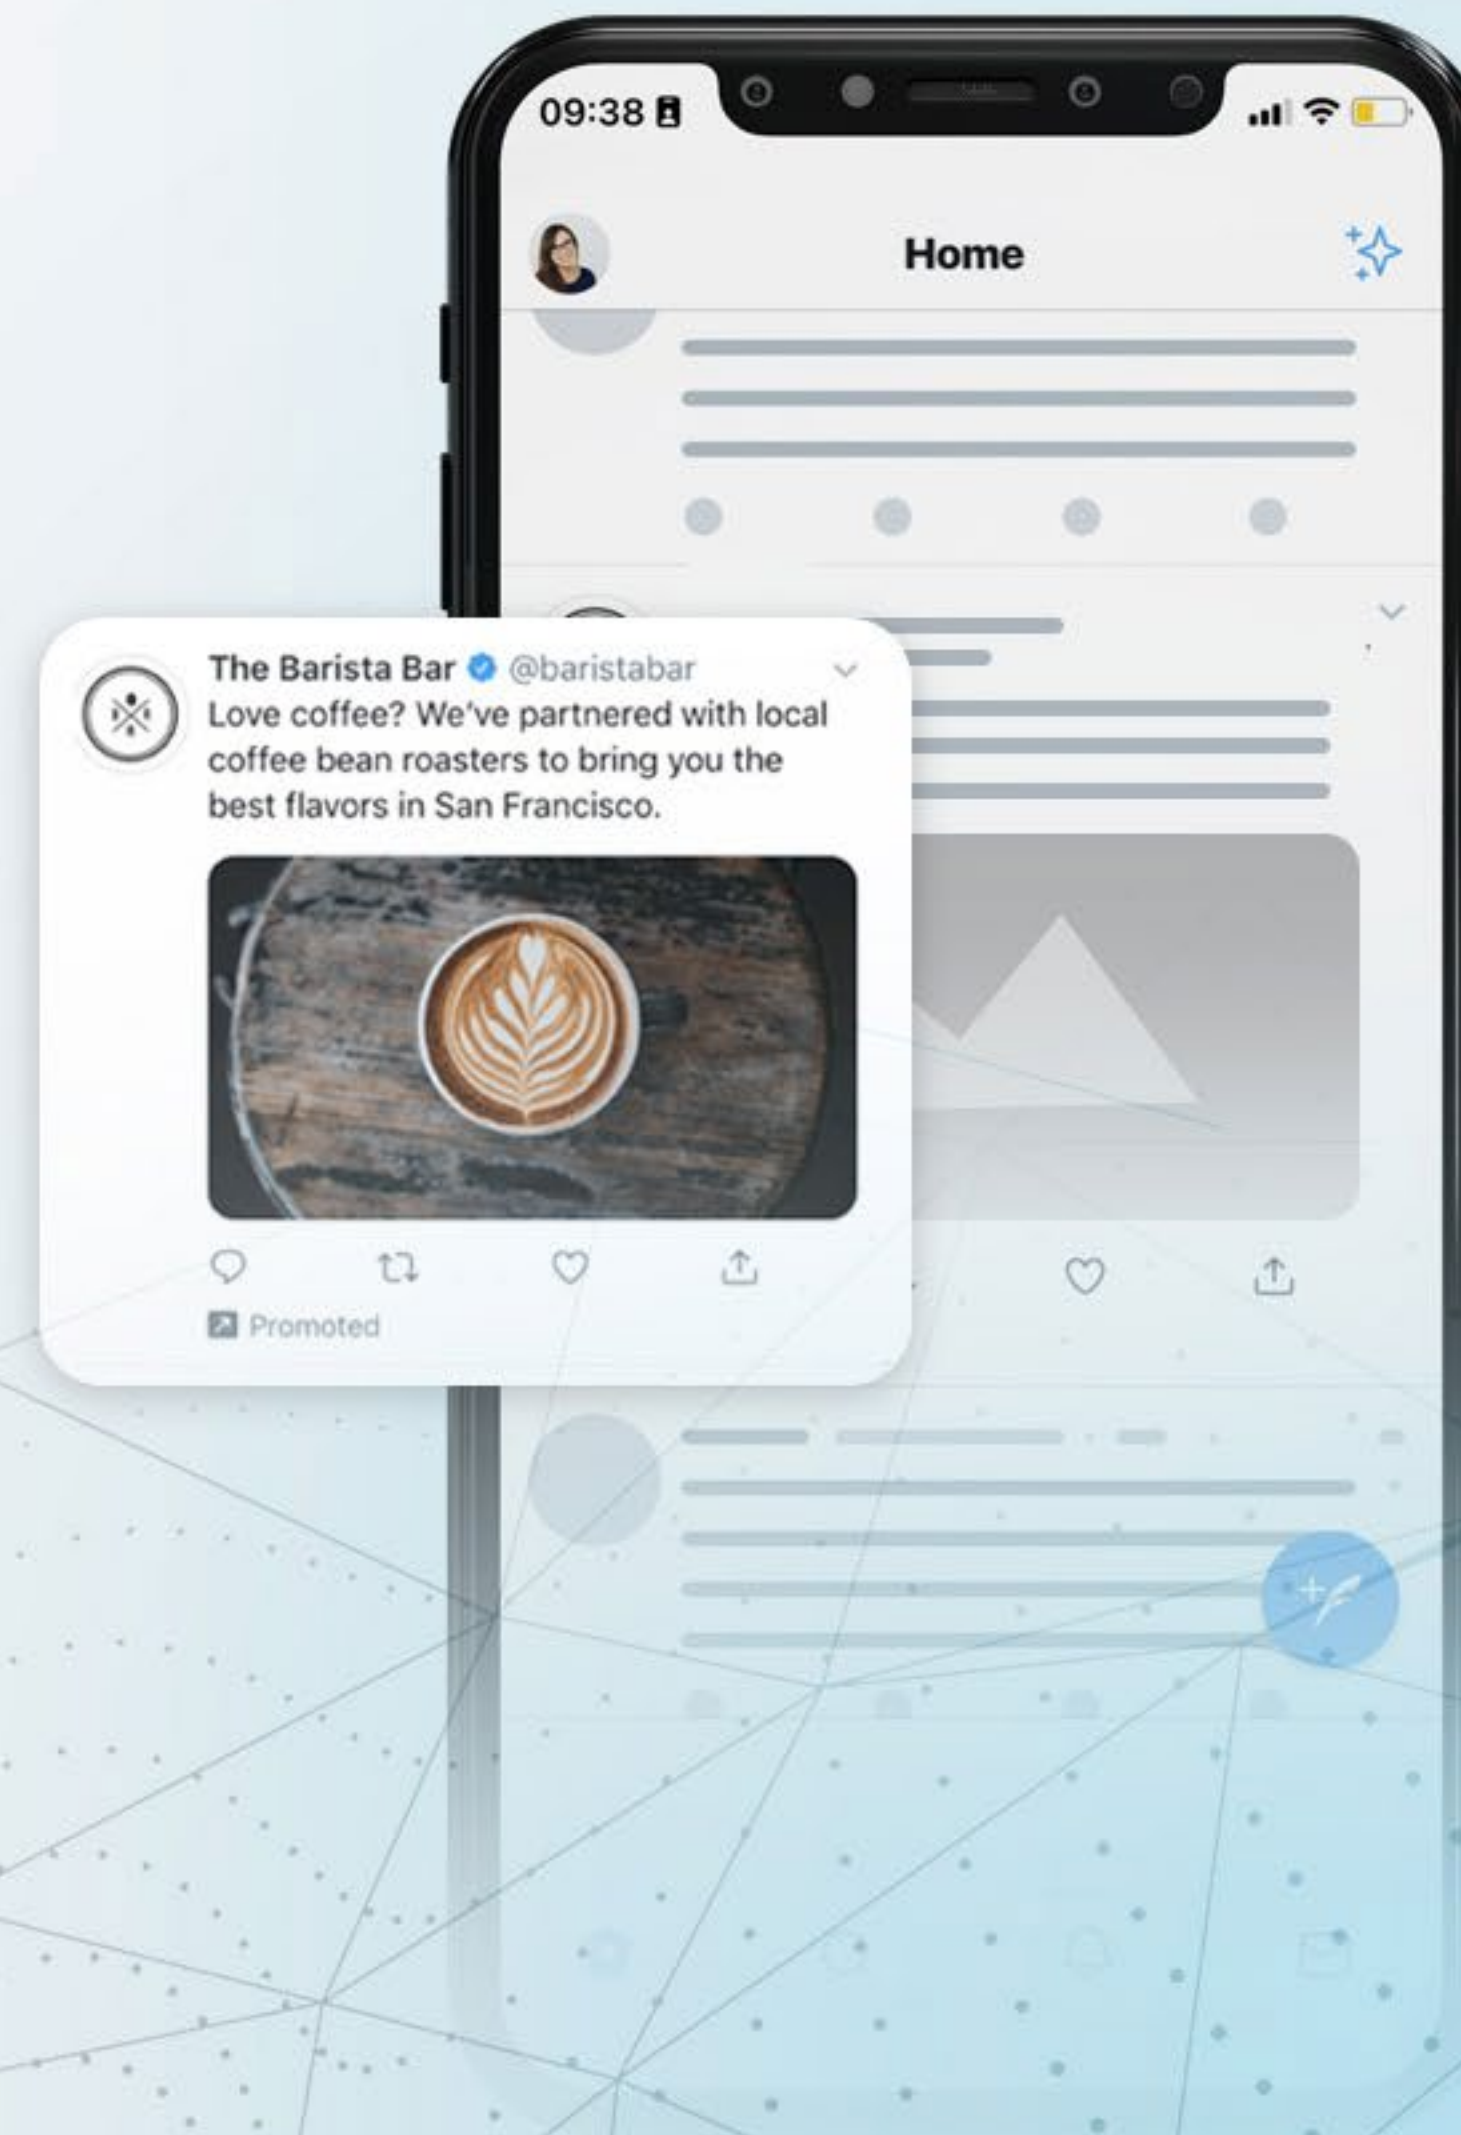 09:38
Home
The Barista Bar @baristabar
Love coffee? We've partnered with local
coffee bean roasters to bring you the
best flavors in San Francisco.
Promoted